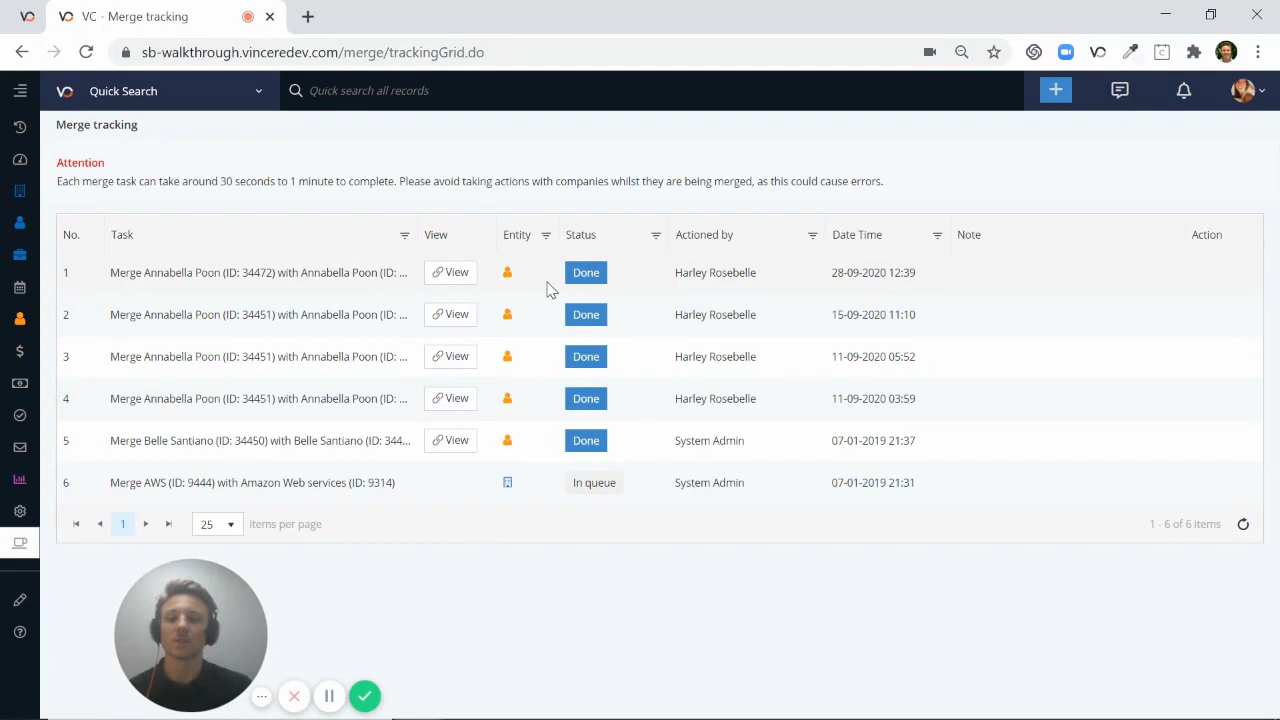 VC - Merge tracking
sb-walkthrough.vinceredev.com/merge/trackingGrid.do
Quick Search
Quick search all records
Merge tracking
Attention
Each merge task can take around 30 seconds to 1 minute to complete. Please avoid taking actions with companies whilst they are being merged, as this could cause errors.
No. Task View Entity Status Actioned by Date Time Note Action
1 Merge Annabella Poon (ID: 34472) with Annabella Poon (ID: ... View Done Harley Rosebelle 28-09-2020 12:39
2 Merge Annabella Poon (ID: 34451) with Annabella Poon (ID: ... View Done Harley Rosebelle 15-09-2020 11:10
3 Merge Annabella Poon (ID: 34451) with Annabella Poon (ID: ... View Done Harley Rosebelle 11-09-2020 05:52
4 Merge Annabella Poon (ID: 34451) with Annabella Poon (ID: ... View Done Harley Rosebelle 11-09-2020 03:59
5 Merge Belle Santiano (ID: 34450) with Belle Santiano (ID: 344... View Done System Admin 07-01-2019 21:37
6 Merge AWS (ID: 9444) with Amazon Web services (ID: 9314) In queue System Admin 07-01-2019 21:31
1 25 items per page 1 - 6 of 6 items